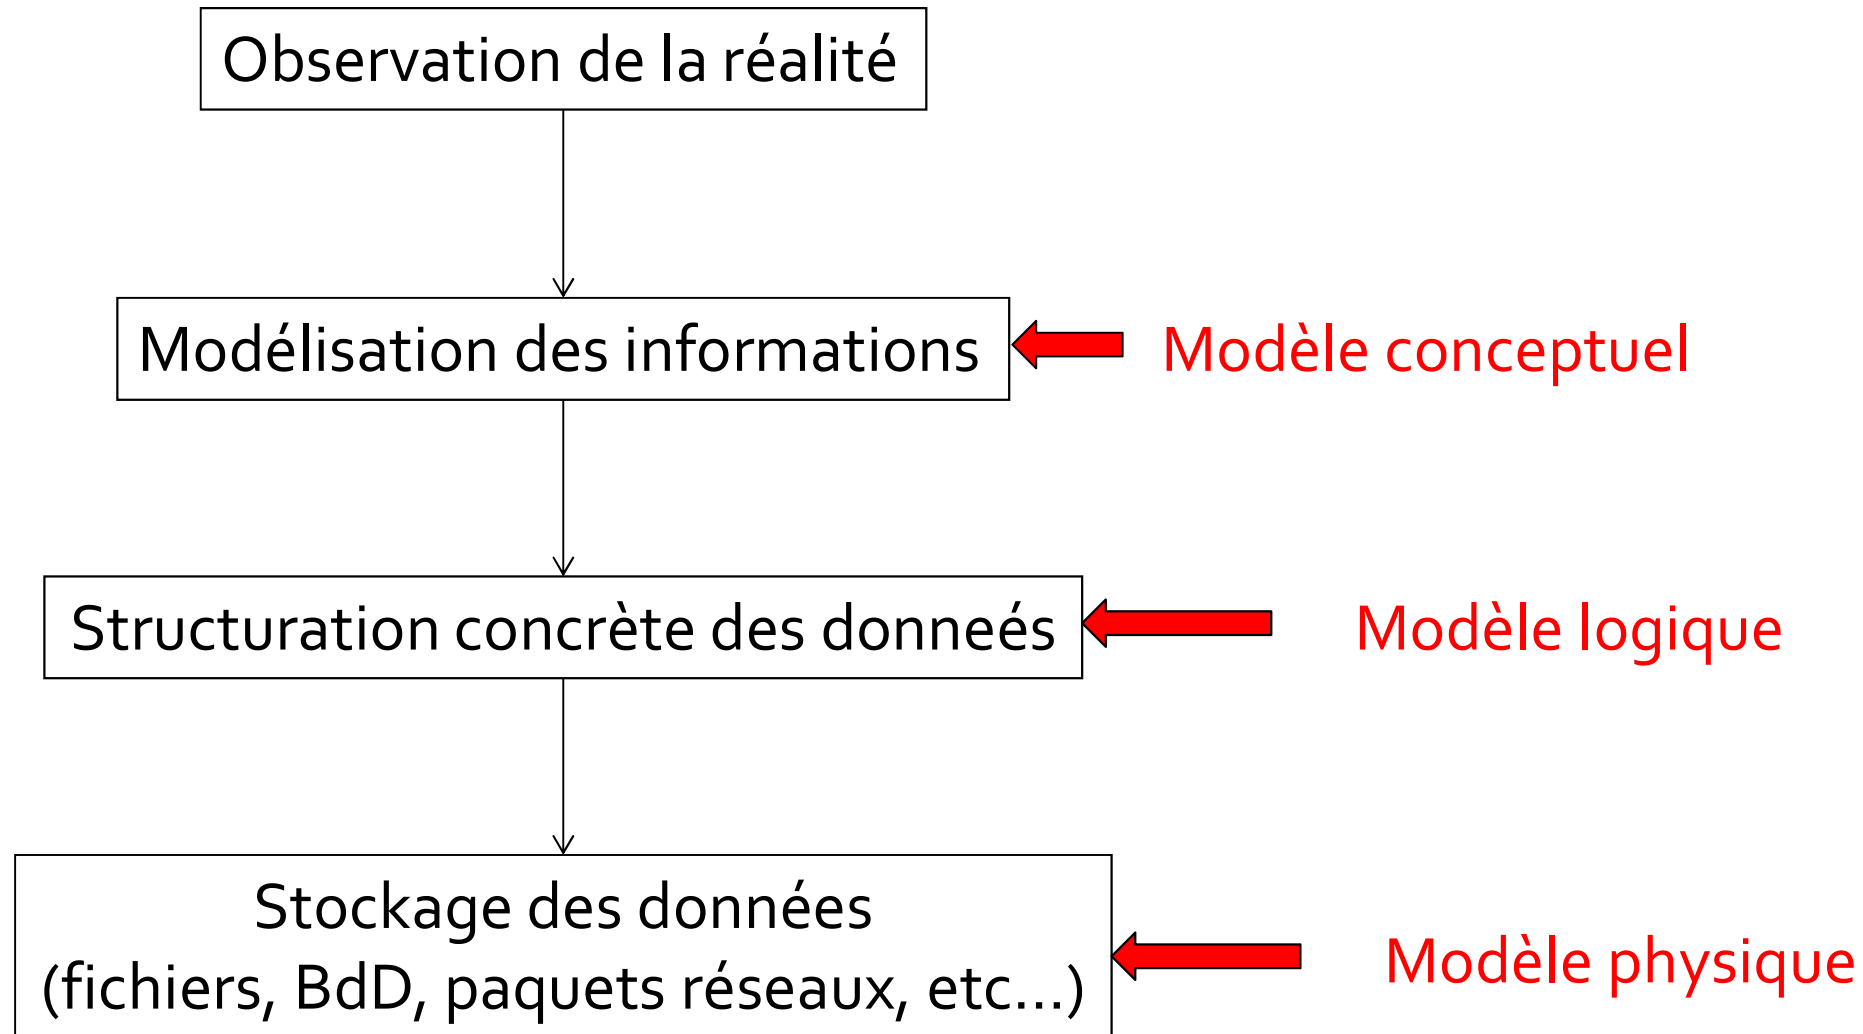 Observation de la réalité
Modélisation des informations
Modèle conceptuel
Structuration concrète des donneés
Modèle logique
Stockage des données
(fichiers, BdD, paquets réseaux, etc...)
Modèle physique